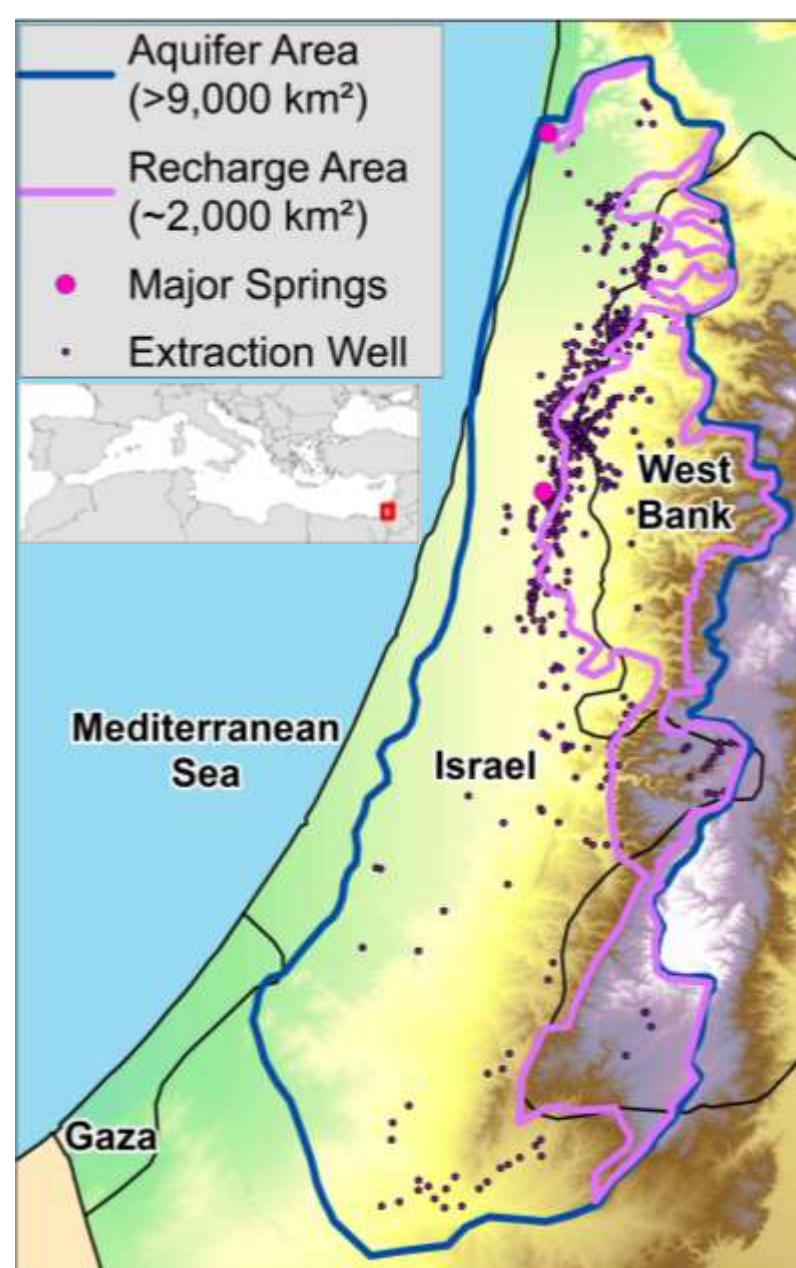 Aquifer Area
(>9,000 km²)
Recharge Area
(~2,000 km²)
Major Springs
Extraction Well
West
Bank
Mediterranean
Sea
Israel
Gaza